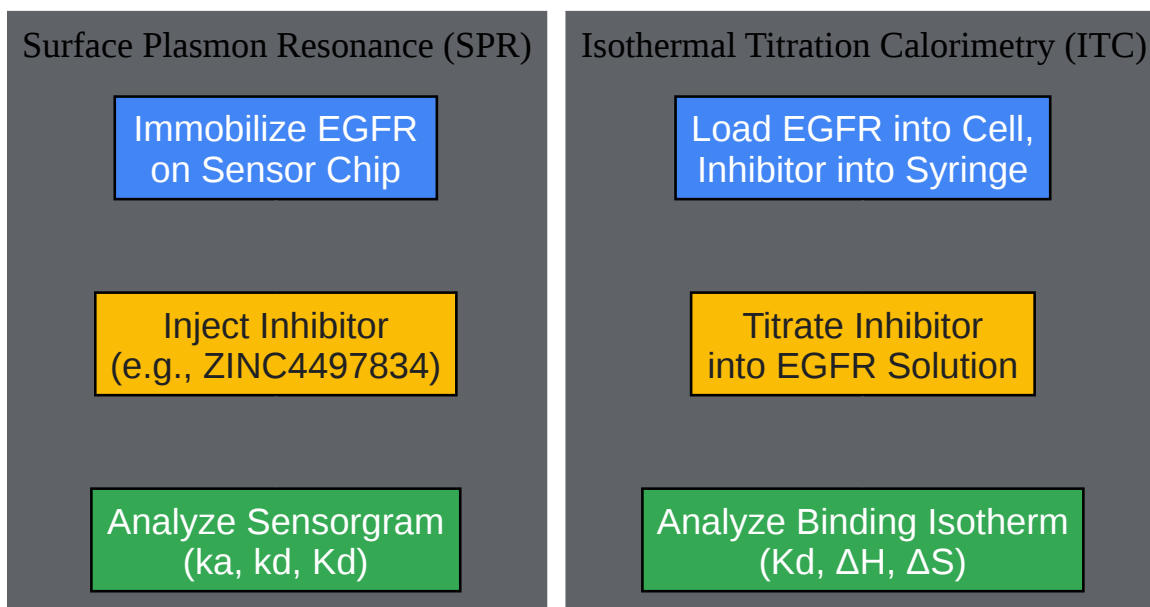 Surface Plasmon Resonance (SPR)
Immobilize EGFR
on Sensor Chip
Inject Inhibitor
(e.g., ZINC4497834)
Analyze Sensorgram
(ka, kd, Kd)
Isothermal Titration Calorimetry (ITC)
Load EGFR into Cell,
Inhibitor into Syringe
Titrate Inhibitor
into EGFR Solution
Analyze Binding Isotherm
(Kd, ΔH, ΔS)